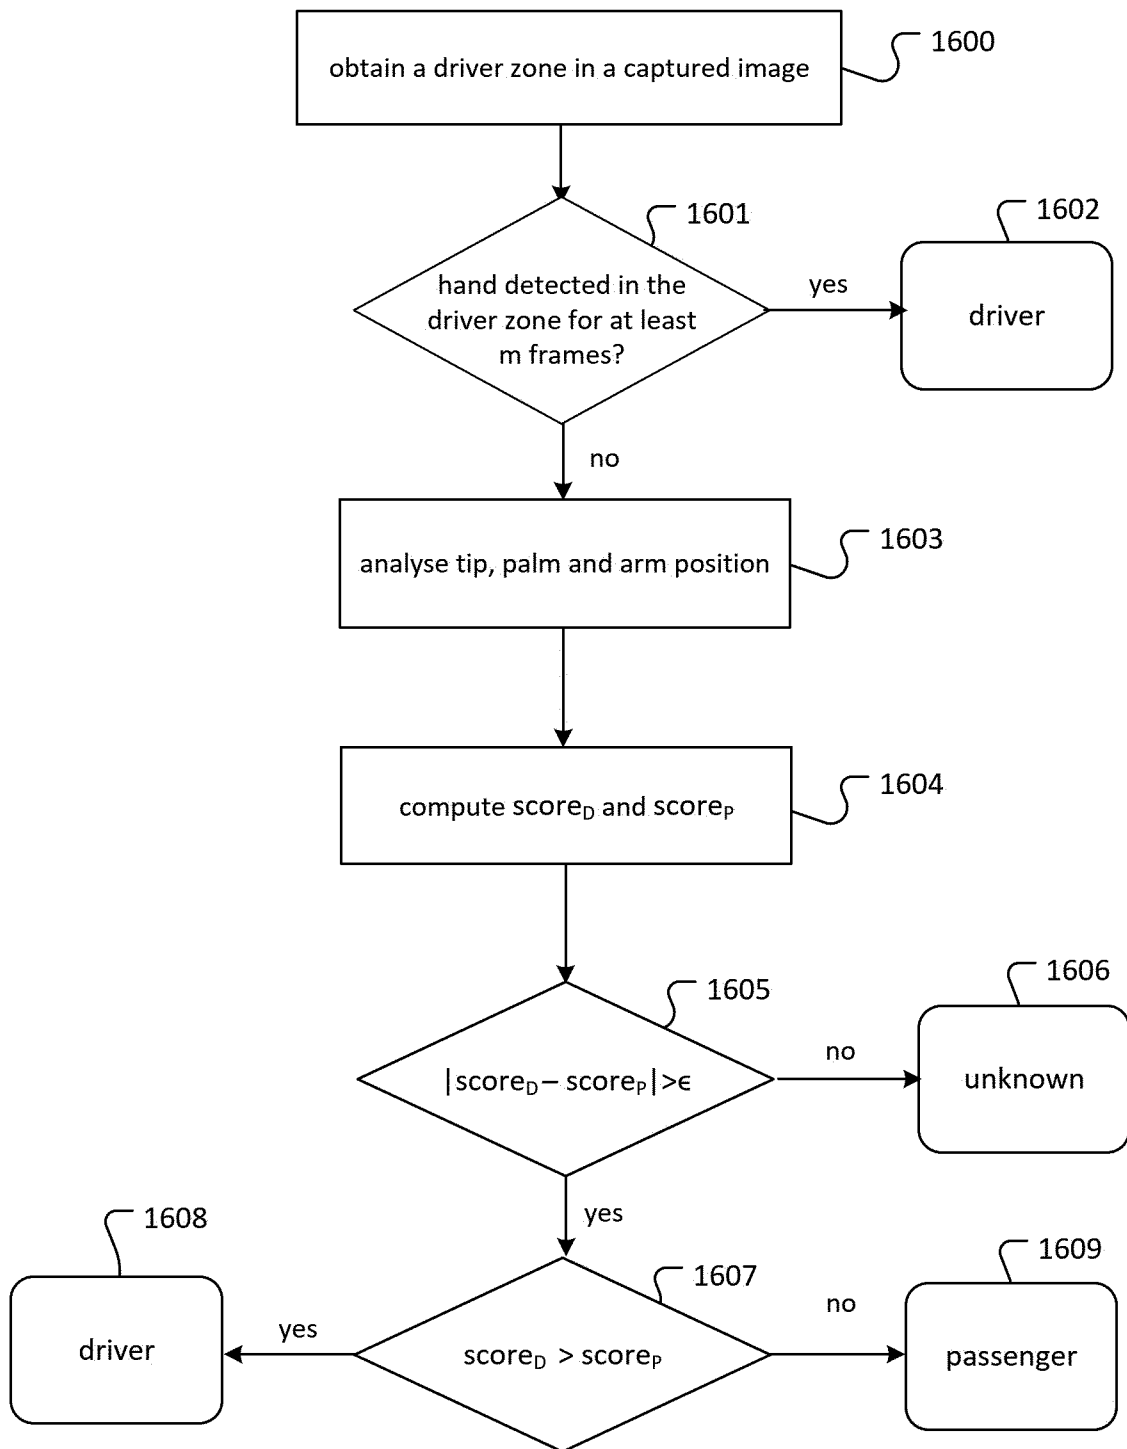 1600
obtain a driver zone in a captured image
1601
1602
hand detected in the
driver zone for at least
m frames?
yes
driver
no
1603
analyse tip, palm and arm position
1604
compute scoreD and scoreP
1605
1606
|scoreD – scoreP|>ϵ
no
unknown
yes
1608
1607
1609
driver
yes
scoreD > scoreP
no
passenger